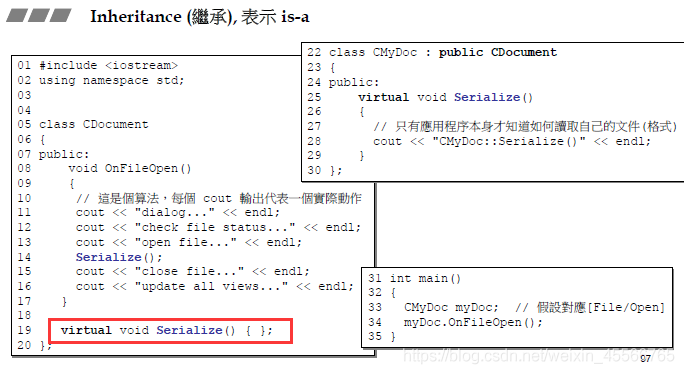 Inheritance (繼承), 表示 is-a
01 #include <iostream>
02 using namespace std;
03
04
05 class CDocument
06 {
07 public:
08 void OnFileOpen()
09 {
10 // 這是個算法，每個 cout 輸出代表一個實際動作
11 cout << "dialog..." << endl;
12 cout << "check file status..." << endl;
13 cout << "open file..." << endl;
14 Serialize();
15 cout << "close file..." << endl;
16 cout << "update all views..." << endl;
17 }
18
19 virtual void Serialize() { };
20 };
22 class CMyDoc : public CDocument
23 {
24 public:
25 virtual void Serialize()
26 {
27 // 只有應用程序本身才知道如何讀取自己的文件(格式)
28 cout << "CMyDoc::Serialize()" << endl;
29 }
30 };
31 int main()
32 {
33 CMyDoc myDoc; // 假設對應[File/Open]
34 myDoc.OnFileOpen();
35 }
https://blog.csdn.net/weixin_45568765
97